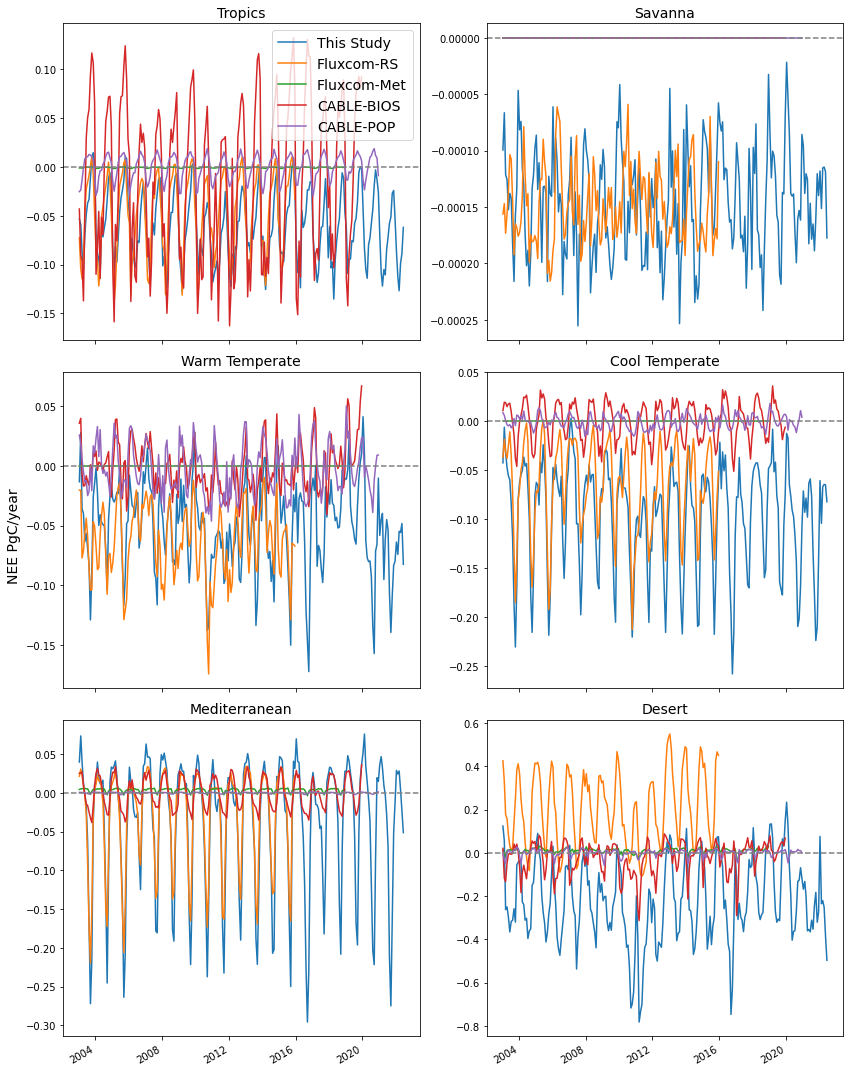 Tropics
Savanna
0.10
0.05
0.00
−0.05
−0.10
−0.15
This Study
Fluxcom-RS
Fluxcom-Met
CABLE-BIOS
CABLE-POP
0.00000
−0.00005
−0.00010
−0.00015
−0.00020
−0.00025
Warm Temperate
Cool Temperate
NEE PgC/year
0.05
0.00
−0.05
−0.10
−0.15
0.05
0.00
−0.05
−0.10
−0.15
−0.20
−0.25
Mediterranean
Desert
0.05
0.00
−0.05
−0.10
−0.15
−0.20
−0.25
−0.30
0.6
0.4
0.2
0.0
−0.2
−0.4
−0.6
−0.8
2004 2008 2012 2016 2020
2004 2008 2012 2016 2020